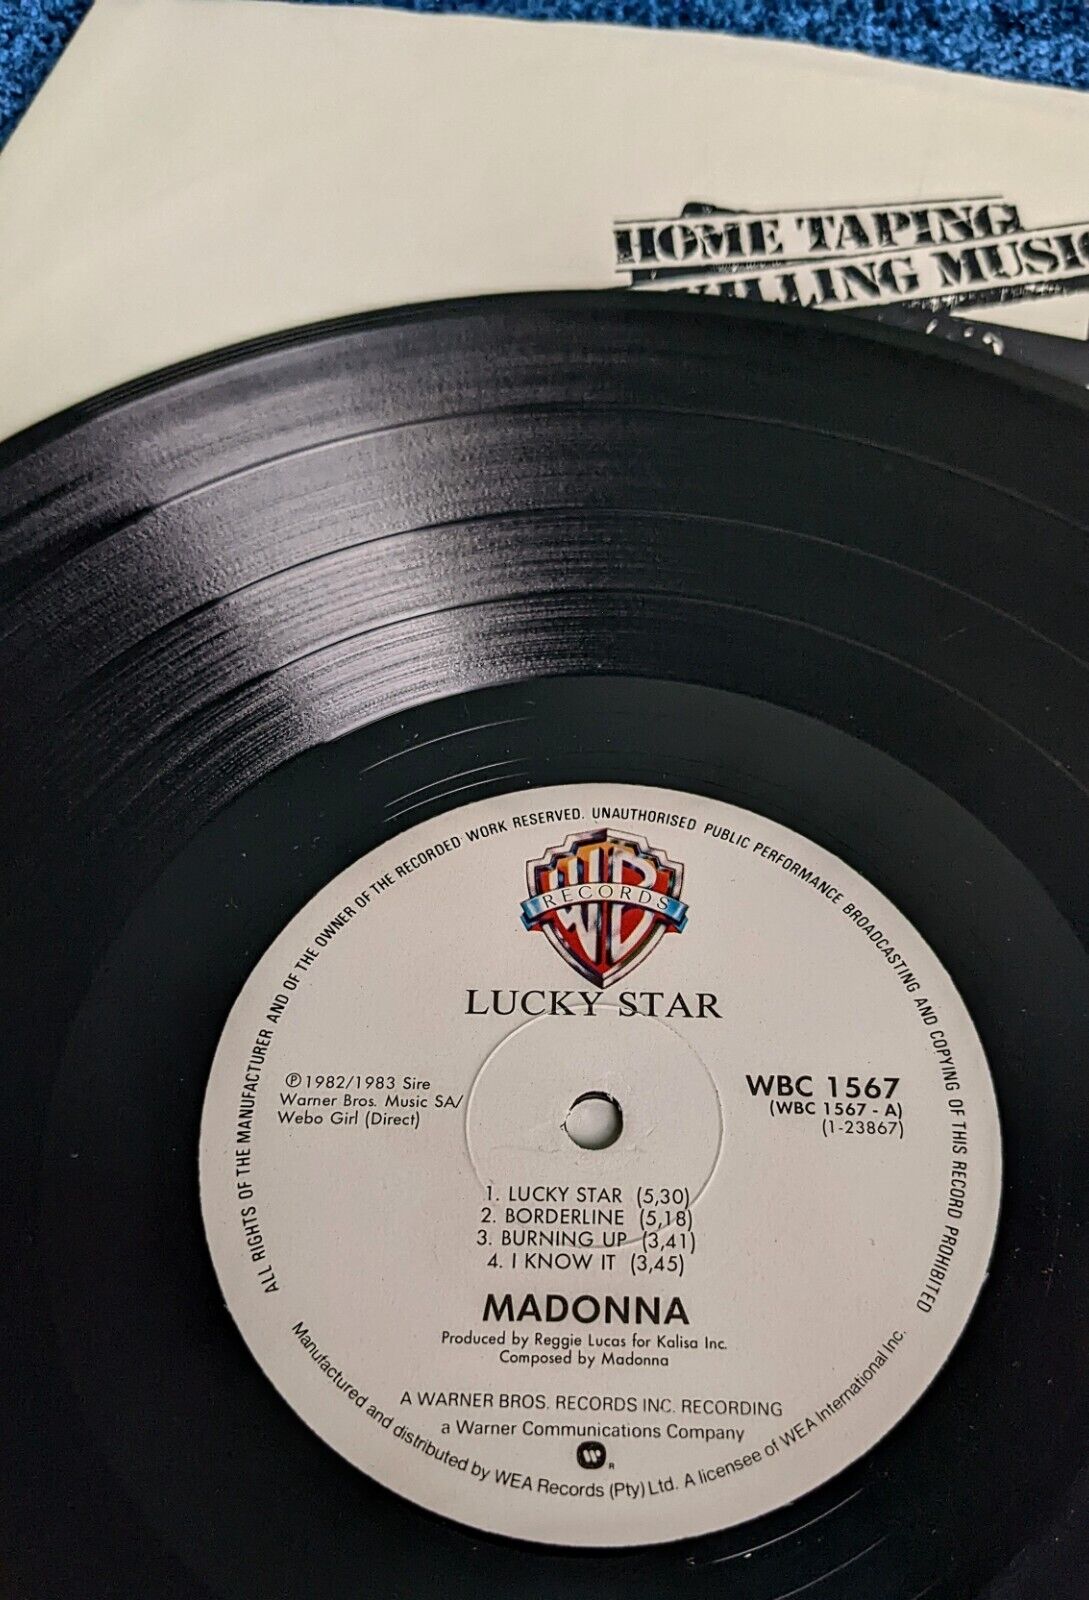 HOME TAPING
KILLING MUSIC
ALL RIGHTS OF THE MANUFACTURER AND OF THE OWNER OF THE RECORDED WORK RESERVED. UNAUTHORISED PUBLIC PERFORMANCE BROADCASTING AND COPYING OF THIS RECORD PROHIBITED
WB
RECORDS
LUCKY STAR
℗ 1982/1983 Sire
Warner Bros. Music SA/
Webo Girl (Direct)
WBC 1567
(WBC 1567 - A)
(1-23867)
1. LUCKY STAR (5,30)
2. BORDERLINE (5,18)
3. BURNING UP (3,41)
4. I KNOW IT (3,45)
MADONNA
Produced by Reggie Lucas for Kalisa Inc.
Composed by Madonna
A WARNER BROS. RECORDS INC. RECORDING
a Warner Communications Company
W R
Manufactured and distributed by WEA Records (Pty) Ltd. A licensee of WEA International Inc.